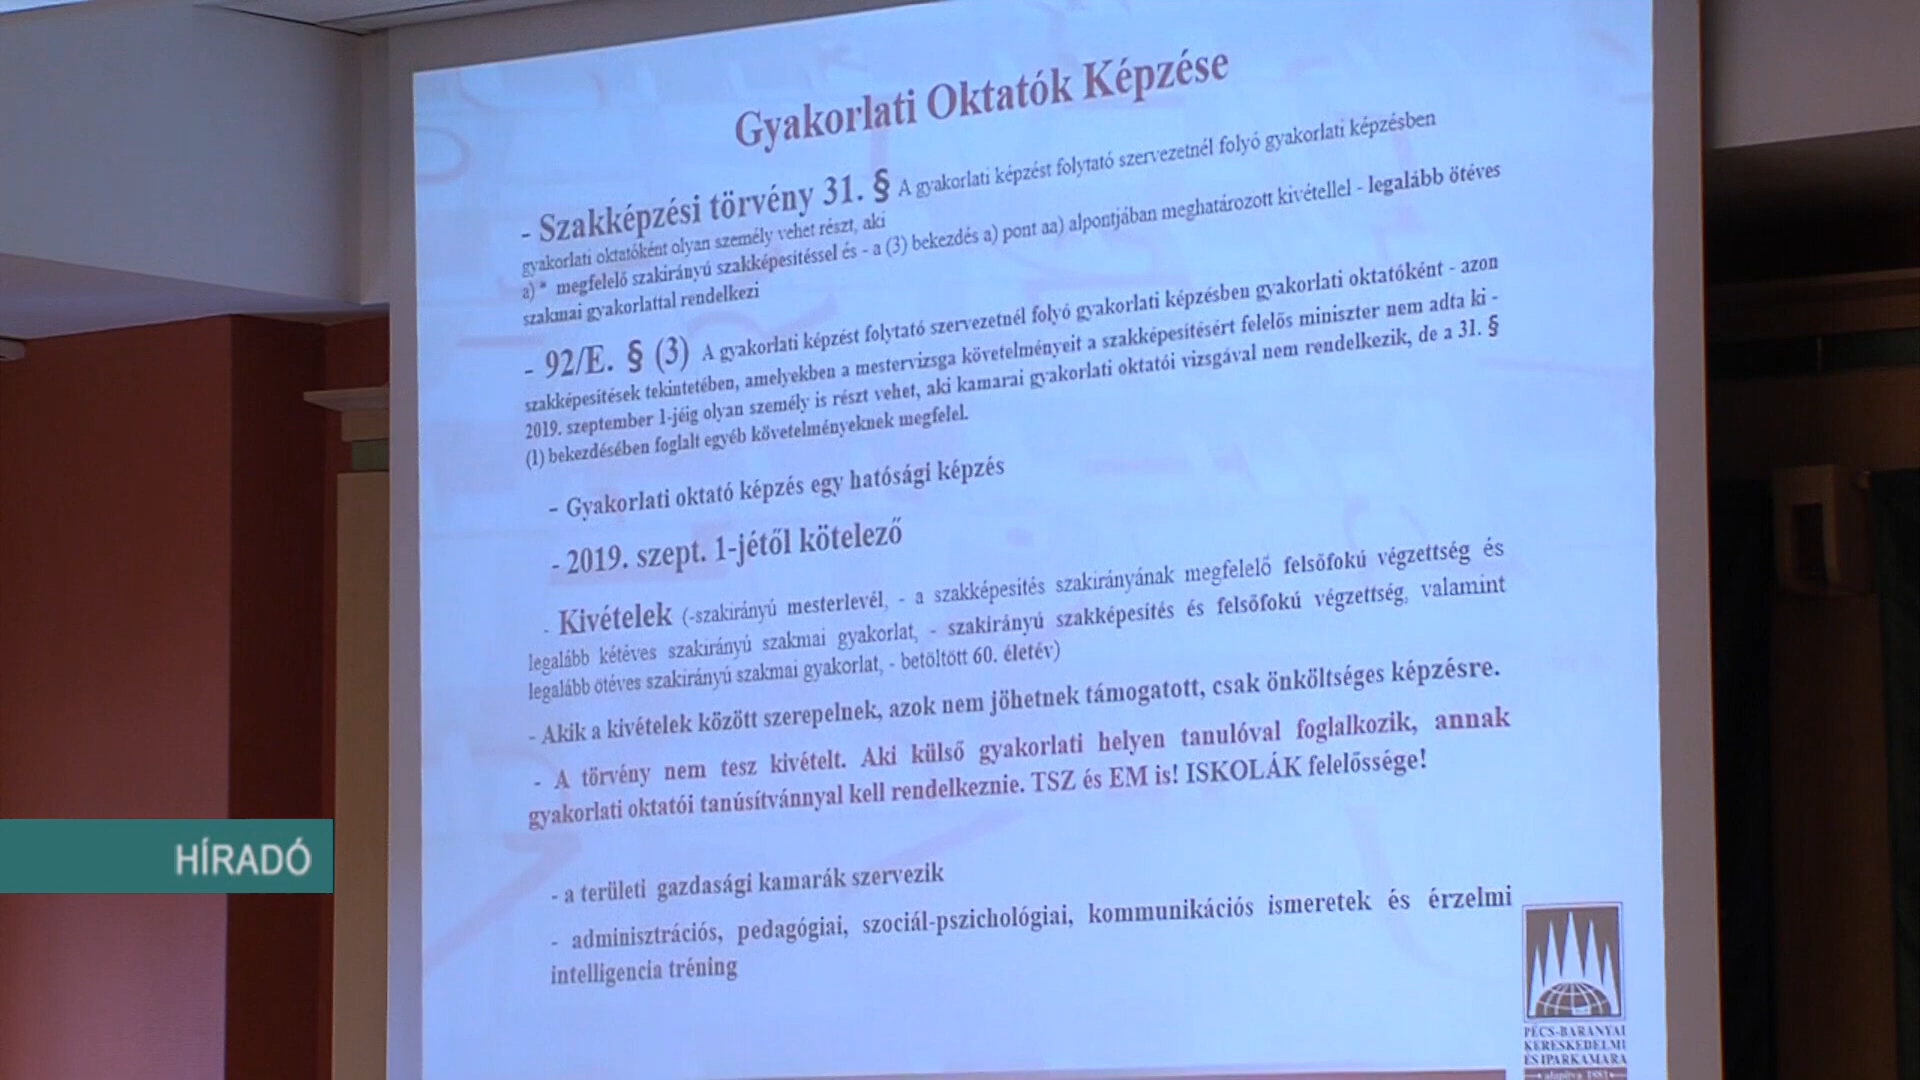 Gyakorlati Oktatók Képzése
- Szakképzési törvény 31. § A gyakorlati képzést folytató szervezetnél folyó gyakorlati képzésben
gyakorlati oktatóként olyan személy vehet részt, aki
a) * megfelelő szakirányú szakképesítéssel és - a (3) bekezdés a) pont aa) alpontjában meghatározott kivétellel - legalább ötéves
szakmai gyakorlattal rendelkezi
- 92/E. § (3) A gyakorlati képzést folytató szervezetnél folyó gyakorlati képzésben gyakorlati oktatóként - azon
szakképesítések tekintetében, amelyekben a mestervizsga követelményeit a szakképesítésért felelős miniszter nem adta ki -
2019. szeptember 1-jéig olyan személy is részt vehet, aki kamarai gyakorlati oktatói vizsgával nem rendelkezik, de a 31. §
(1) bekezdésében foglalt egyéb követelményeknek megfelel.
- Gyakorlati oktató képzés egy hatósági képzés
- 2019. szept. 1-jétől kötelező
- Kivételek (-szakirányú mesterlevél, - a szakképesítés szakirányának megfelelő felsőfokú végzettség és
legalább kétéves szakirányú szakmai gyakorlat, - szakirányú szakképesítés és felsőfokú végzettség, valamint
legalább ötéves szakirányú szakmai gyakorlat, - betöltött 60. életév)
- Akik a kivételek között szerepelnek, azok nem jöhetnek támogatott, csak önköltséges képzésre.
- A törvény nem tesz kivételt. Aki külső gyakorlati helyen tanulóval foglalkozik, annak
gyakorlati oktatói tanúsítvánnyal kell rendelkeznie. TSZ és EM is! ISKOLÁK felelőssége!
HÍRADÓ
- a területi gazdasági kamarák szervezik
- adminisztrációs, pedagógiai, szociál-pszichológiai, kommunikációs ismeretek és érzelmi
intelligencia tréning
PÉCS-BARANYAI
KERESKEDELMI
ÉS IPARKAMARA
alapítva 1881